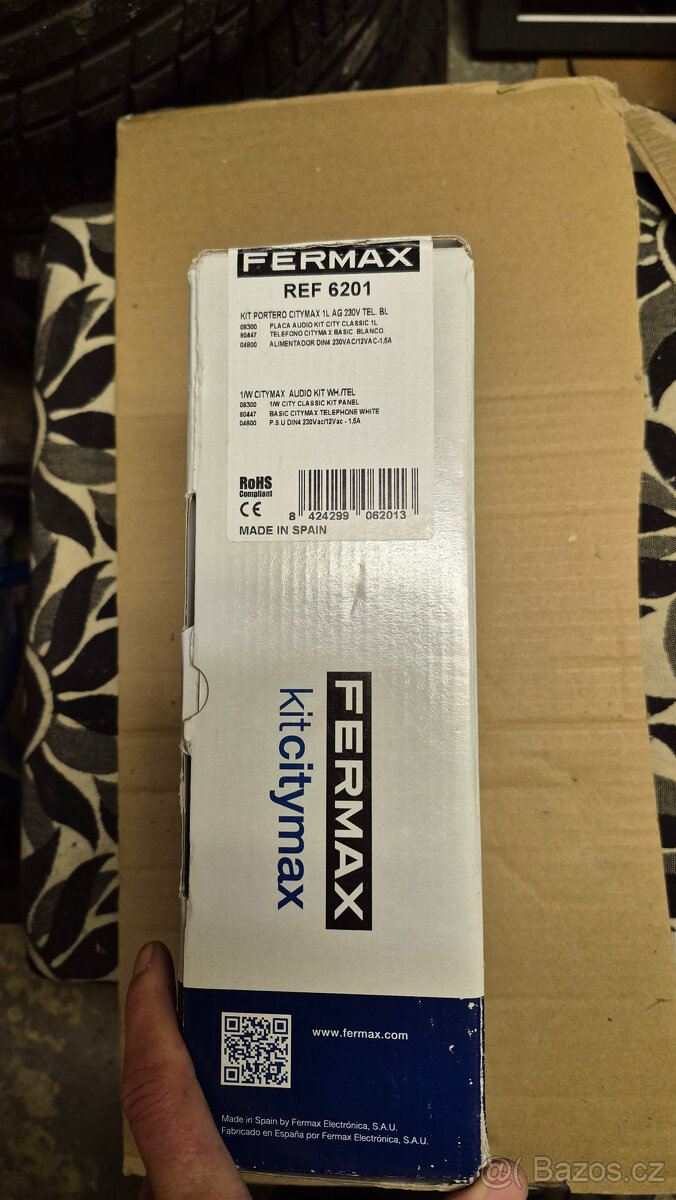 FERMAX
REF 6201
KIT PORTERO CITYMAX 1L AG 230V TEL. BL
08300 PLACA AUDIO KIT CITY CLASSIC 1L
80447 TELEFONO CITYMAX BASIC BLANCO
04800 ALIMENTADOR DIN4 230VAC/12VAC-1,5A
1/W CITYMAX AUDIO KIT WH./TEL
08300 1/W CITY CLASSIC KIT PANEL
80447 BASIC CITYMAX TELEPHONE WHITE
04800 P.S.U DIN4 230Vac/12Vac - 1,5A
RoHS
Compliant
CE
8 424299 062013
MADE IN SPAIN
FERMAX
kitcitymax
www.fermax.com
Made in Spain by Fermax Electrónica, S.A.U.
Fabricado en España por Fermax Electrónica, S.A.U.
Bazos.cz